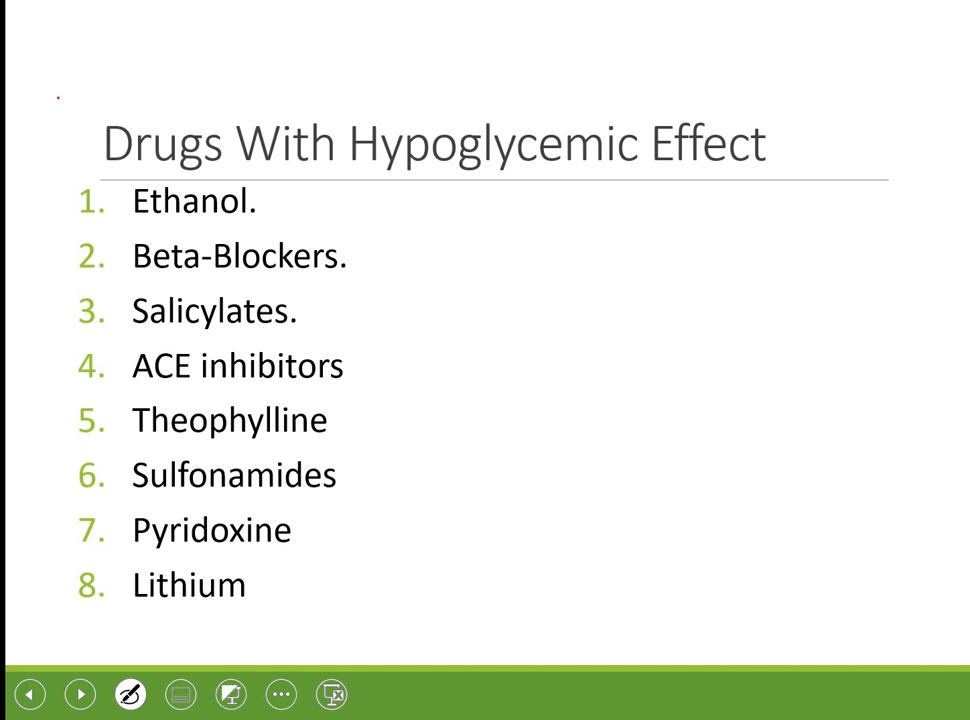 Drugs With Hypoglycemic Effect
1. Ethanol.
2. Beta-Blockers.
3. Salicylates.
4. ACE inhibitors
5. Theophylline
6. Sulfonamides
7. Pyridoxine
8. Lithium